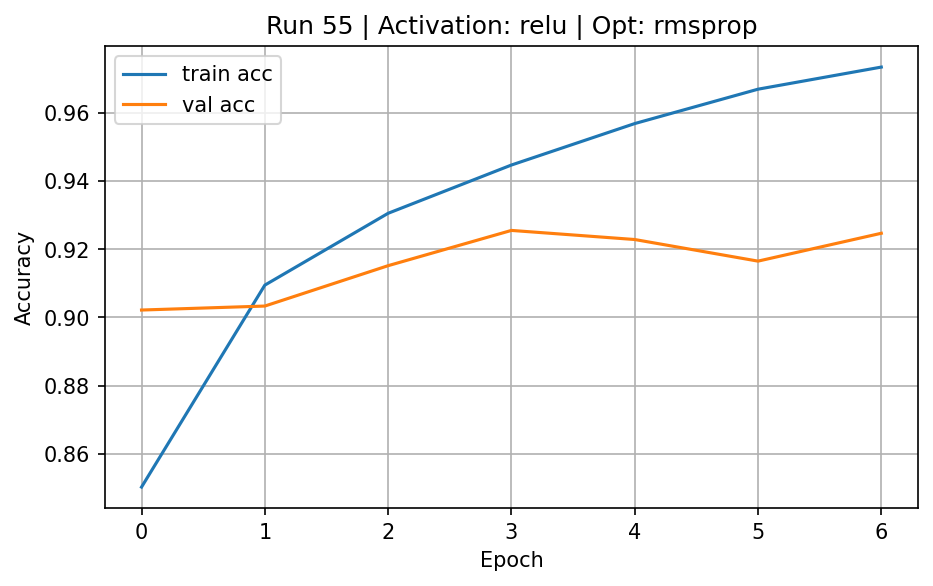 Run 55 | Activation: relu | Opt: rmsprop
train acc
val acc
0.96
0.94
0.92
0.90
0.88
0.86
Accuracy
0 1 2 3 4 5 6
Epoch